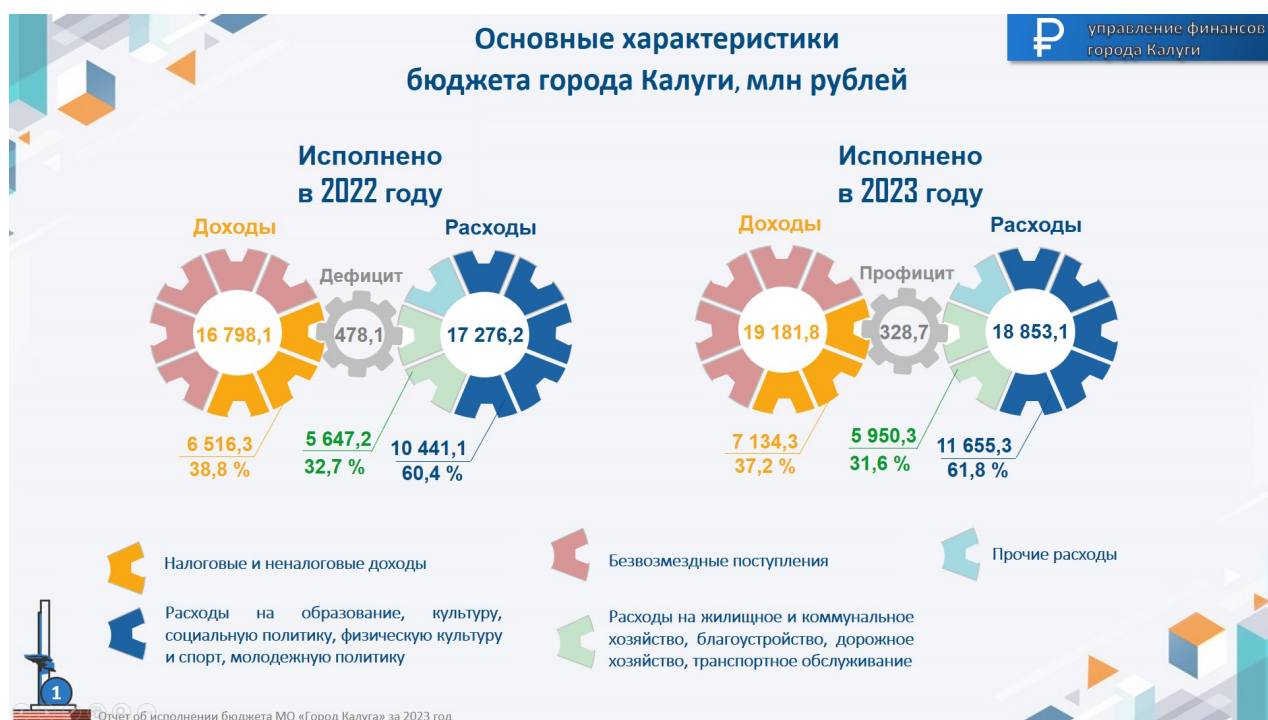 Основные характеристики
бюджета города Калуги, млн рублей
управление финансов
города Калуги
Исполнено
в 2022 году
Доходы
Расходы
Дефицит
16 798,1
478,1
17 276,2
6 516,3
38,8 %
5 647,2
32,7 %
10 441,1
60,4 %
Исполнено
в 2023 году
Доходы
Расходы
Профицит
19 181,8
328,7
18 853,1
7 134,3
37,2 %
5 950,3
31,6 %
11 655,3
61,8 %
Налоговые и неналоговые доходы
Безвозмездные поступления
Прочие расходы
Расходы на образование, культуру,
социальную политику, физическую культуру
и спорт, молодежную политику
Расходы на жилищное и коммунальное
хозяйство, благоустройство, дорожное
хозяйство, транспортное обслуживание
1
Отчет об исполнении бюджета МО «Город Калуга» за 2023 год